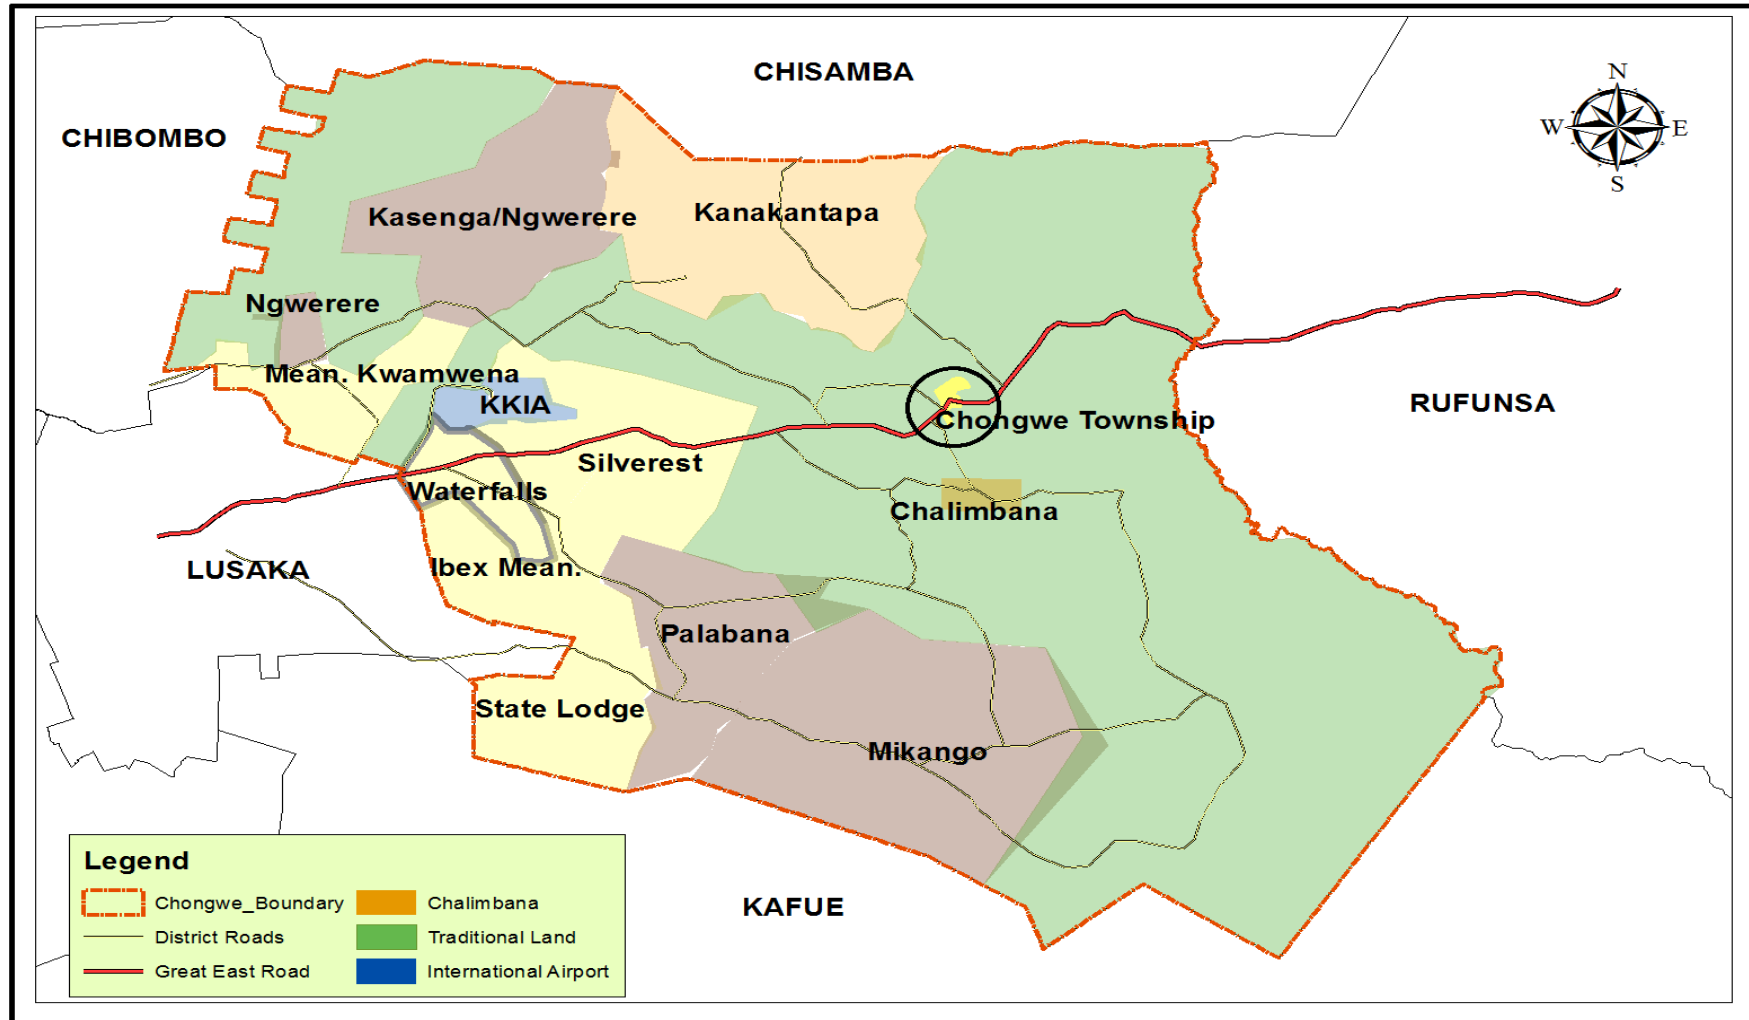 CHISAMBA
N
CHIBOMBO
W
E
S
Kasenga/Ngwerere
Kanakantapa
Ngwerere
Mean. Kwamwena
KKIA
RUFUNSA
Chongwe Township
Silverest
Waterfalls
Chalimbana
LUSAKA
Ibex Mean.
Palabana
State Lodge
Mikango
KAFUE
Legend
Chongwe_Boundary
Chalimbana
District Roads
Traditional Land
Great East Road
International Airport